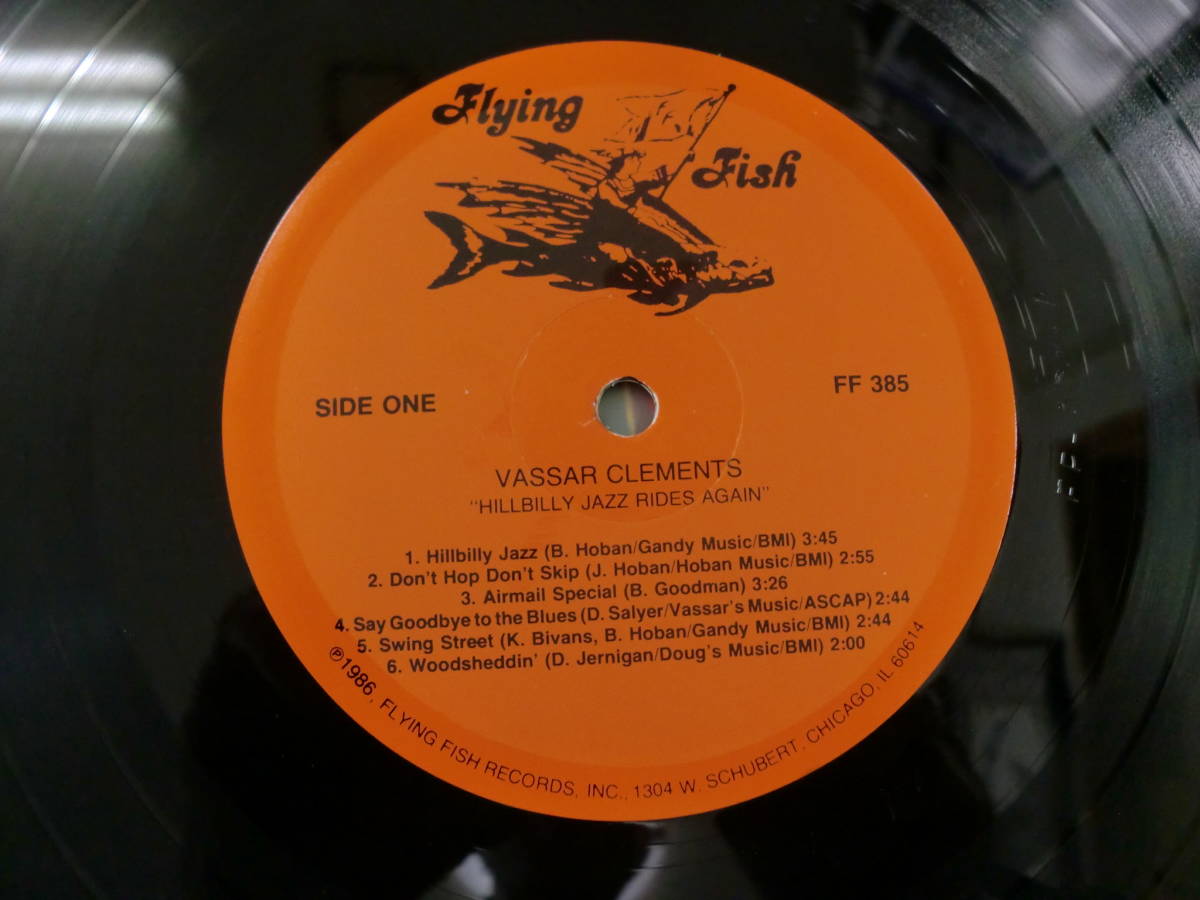 Flying
Fish
SIDE ONE
FF 385
VASSAR CLEMENTS
"HILLBILLY JAZZ RIDES AGAIN"
1. Hillbilly Jazz (B. Hoban/Gandy Music/BMI) 3:45
2. Don't Hop Don't Skip (J. Hoban/Hoban Music/BMI) 2:55
3. Airmail Special (B. Goodman) 3:26
4. Say Goodbye to the Blues (D. Salyer/Vassar's Music/ASCAP) 2:44
5. Swing Street (K. Bivans, B. Hoban/Gandy Music/BMI) 2:44
6. Woodsheddin' (D. Jernigan/Doug's Music/BMI) 2:00
℗1986, FLYING FISH RECORDS, INC., 1304 W. SCHUBERT, CHICAGO, IL 60614